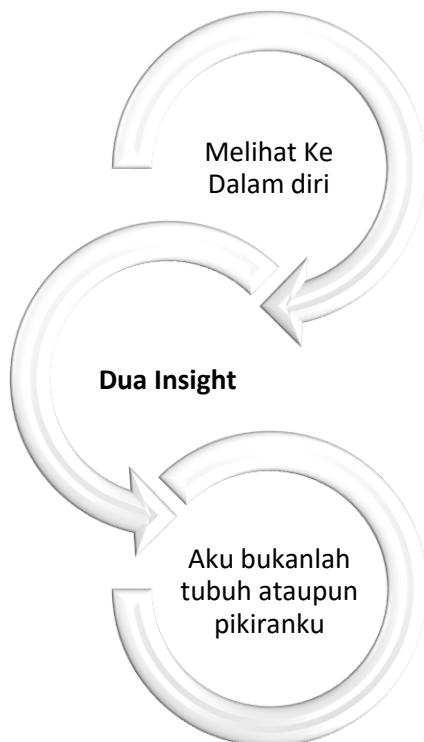 Melihat Ke
Dalam diri
Dua Insight
Aku bukanlah
tubuh ataupun
pikiranku